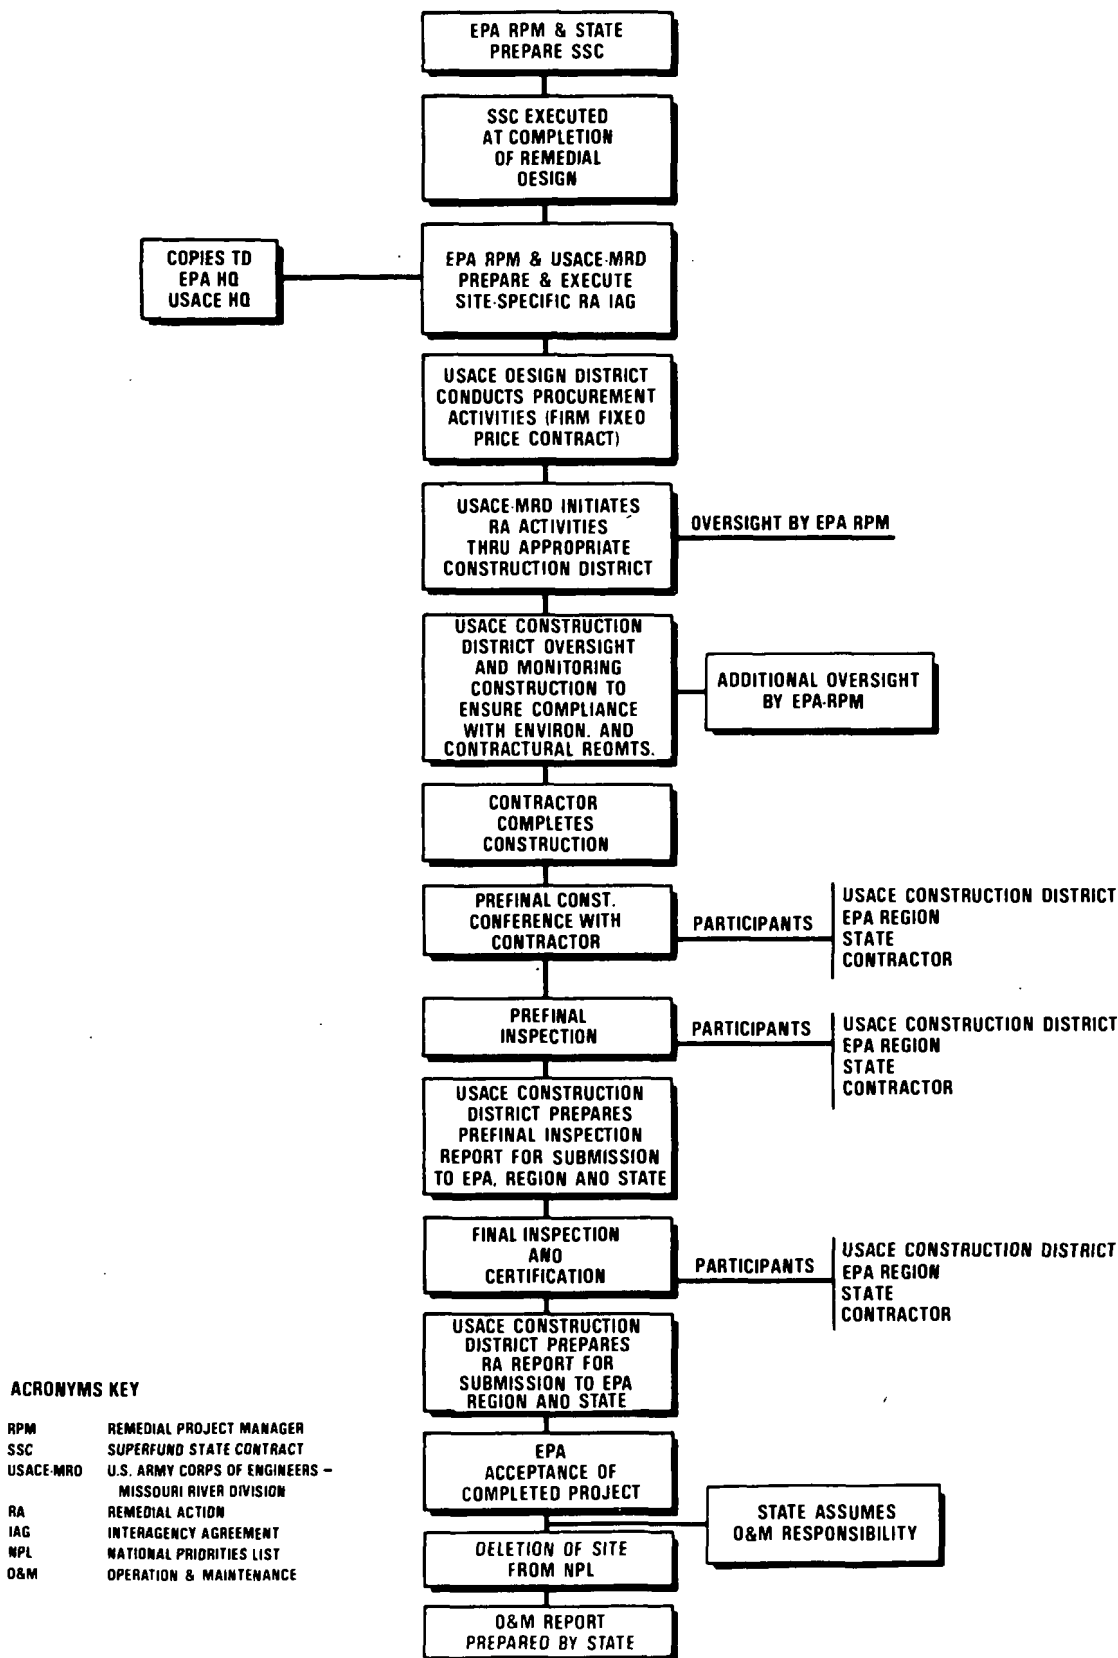 EPA RPM & STATE
PREPARE SSC
SSC EXECUTED
AT COMPLETION
OF REMEDIAL
DESIGN
COPIES TO
EPA HQ
USACE HQ
EPA RPM & USACE-MRD
PREPARE & EXECUTE
SITE-SPECIFIC RA IAG
USACE DESIGN DISTRICT
CONDUCTS PROCUREMENT
ACTIVITIES (FIRM FIXED
PRICE CONTRACT)
USACE-MRD INITIATES
RA ACTIVITIES
THRU APPROPRIATE
CONSTRUCTION DISTRICT
OVERSIGHT BY EPA RPM
USACE CONSTRUCTION
DISTRICT OVERSIGHT
AND MONITORING
CONSTRUCTION TO
ENSURE COMPLIANCE
WITH ENVIRON. AND
CONTRACTURAL REQMTS.
ADDITIONAL OVERSIGHT
BY EPA-RPM
CONTRACTOR
COMPLETES
CONSTRUCTION
PREFINAL CONST.
CONFERENCE WITH
CONTRACTOR
PARTICIPANTS
USACE CONSTRUCTION DISTRICT
EPA REGION
STATE
CONTRACTOR
PREFINAL
INSPECTION
PARTICIPANTS
USACE CONSTRUCTION DISTRICT
EPA REGION
STATE
CONTRACTOR
USACE CONSTRUCTION
DISTRICT PREPARES
PREFINAL INSPECTION
REPORT FOR SUBMISSION
TO EPA, REGION AND STATE
FINAL INSPECTION
AND
CERTIFICATION
PARTICIPANTS
USACE CONSTRUCTION DISTRICT
EPA REGION
STATE
CONTRACTOR
USACE CONSTRUCTION
DISTRICT PREPARES
RA REPORT FOR
SUBMISSION TO EPA
REGION AND STATE
EPA
ACCEPTANCE OF
COMPLETED PROJECT
STATE ASSUMES
O&M RESPONSIBILITY
DELETION OF SITE
FROM NPL
O&M REPORT
PREPARED BY STATE
ACRONYMS KEY
RPM REMEDIAL PROJECT MANAGER
SSC SUPERFUND STATE CONTRACT
USACE-MRD U.S. ARMY CORPS OF ENGINEERS –
MISSOURI RIVER DIVISION
RA REMEDIAL ACTION
IAG INTERAGENCY AGREEMENT
NPL NATIONAL PRIORITIES LIST
O&M OPERATION & MAINTENANCE